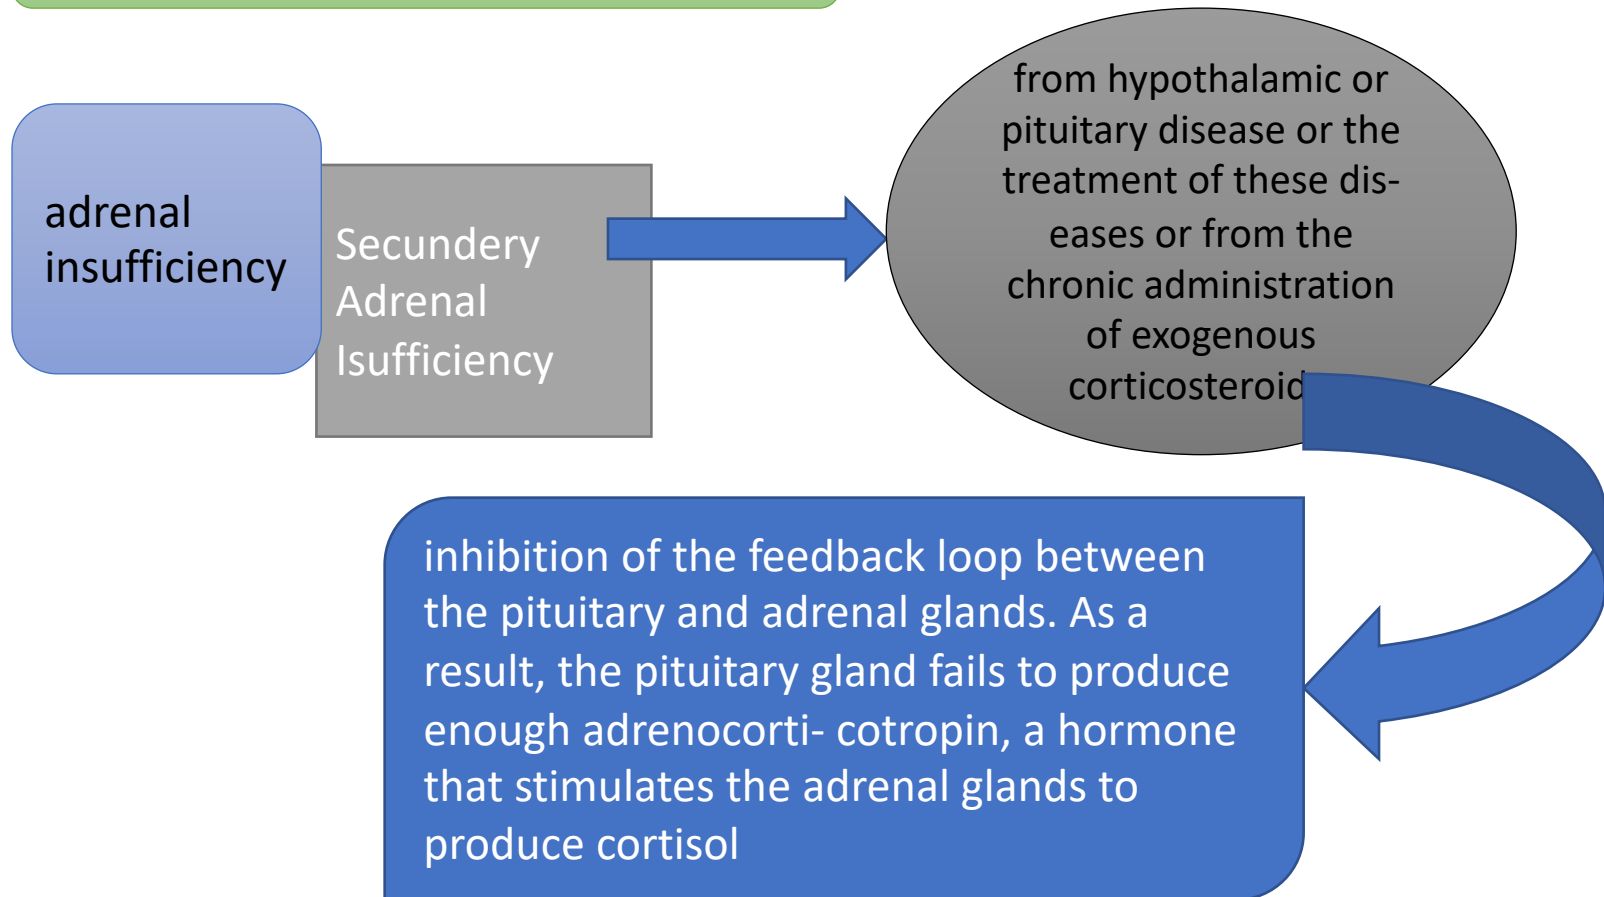 adrenal
insufficiency
Secundery
Adrenal
Isufficiency
from hypothalamic or
pituitary disease or the
treatment of these dis-
eases or from the
chronic administration
of exogenous
corticosteroid
inhibition of the feedback loop between
the pituitary and adrenal glands. As a
result, the pituitary gland fails to produce
enough adrenocorti- cotropin, a hormone
that stimulates the adrenal glands to
produce cortisol